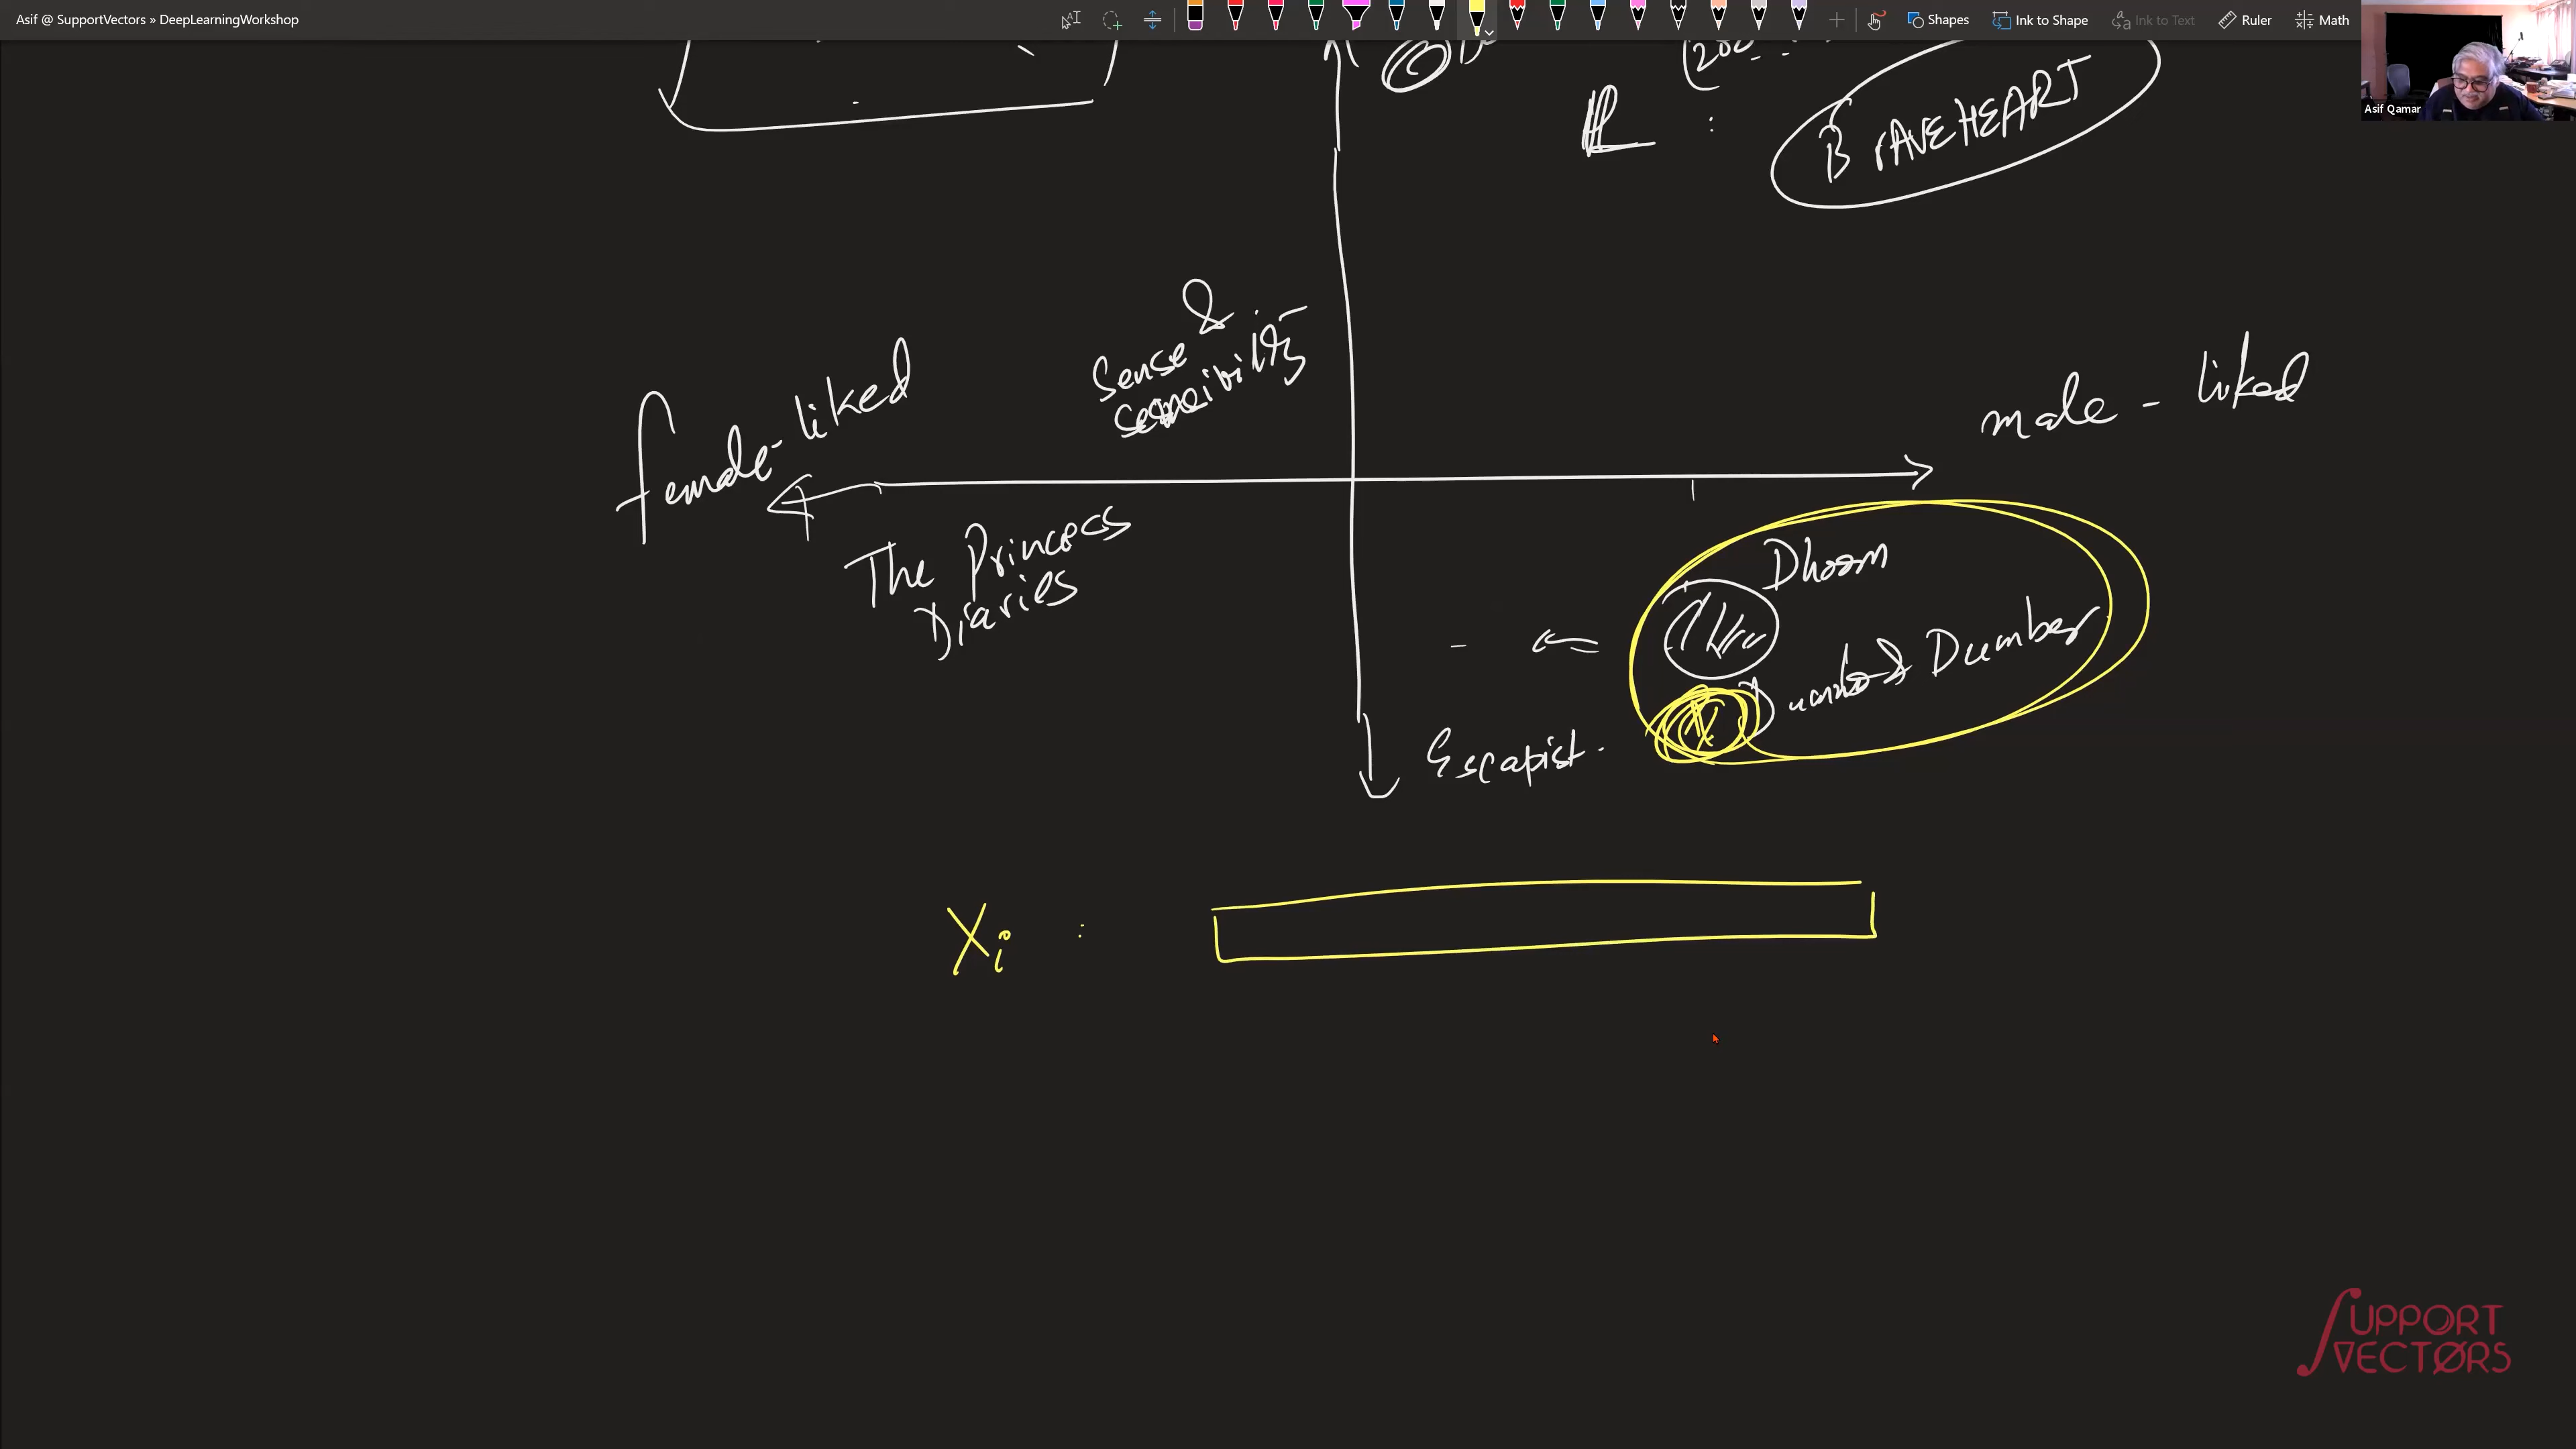 Asif @ SupportVectors » DeepLearningWorkshop
Shapes
Ink to Shape
Ink to Text
Ruler
Math
Asif Qamar
BraveHEART
Sense &
Sensibility
female-liked
male - liked
The Princess
Diaries
Dhoom
Dumb & Dumber
Escapist
Xi :
SUPPORT
VECTORS